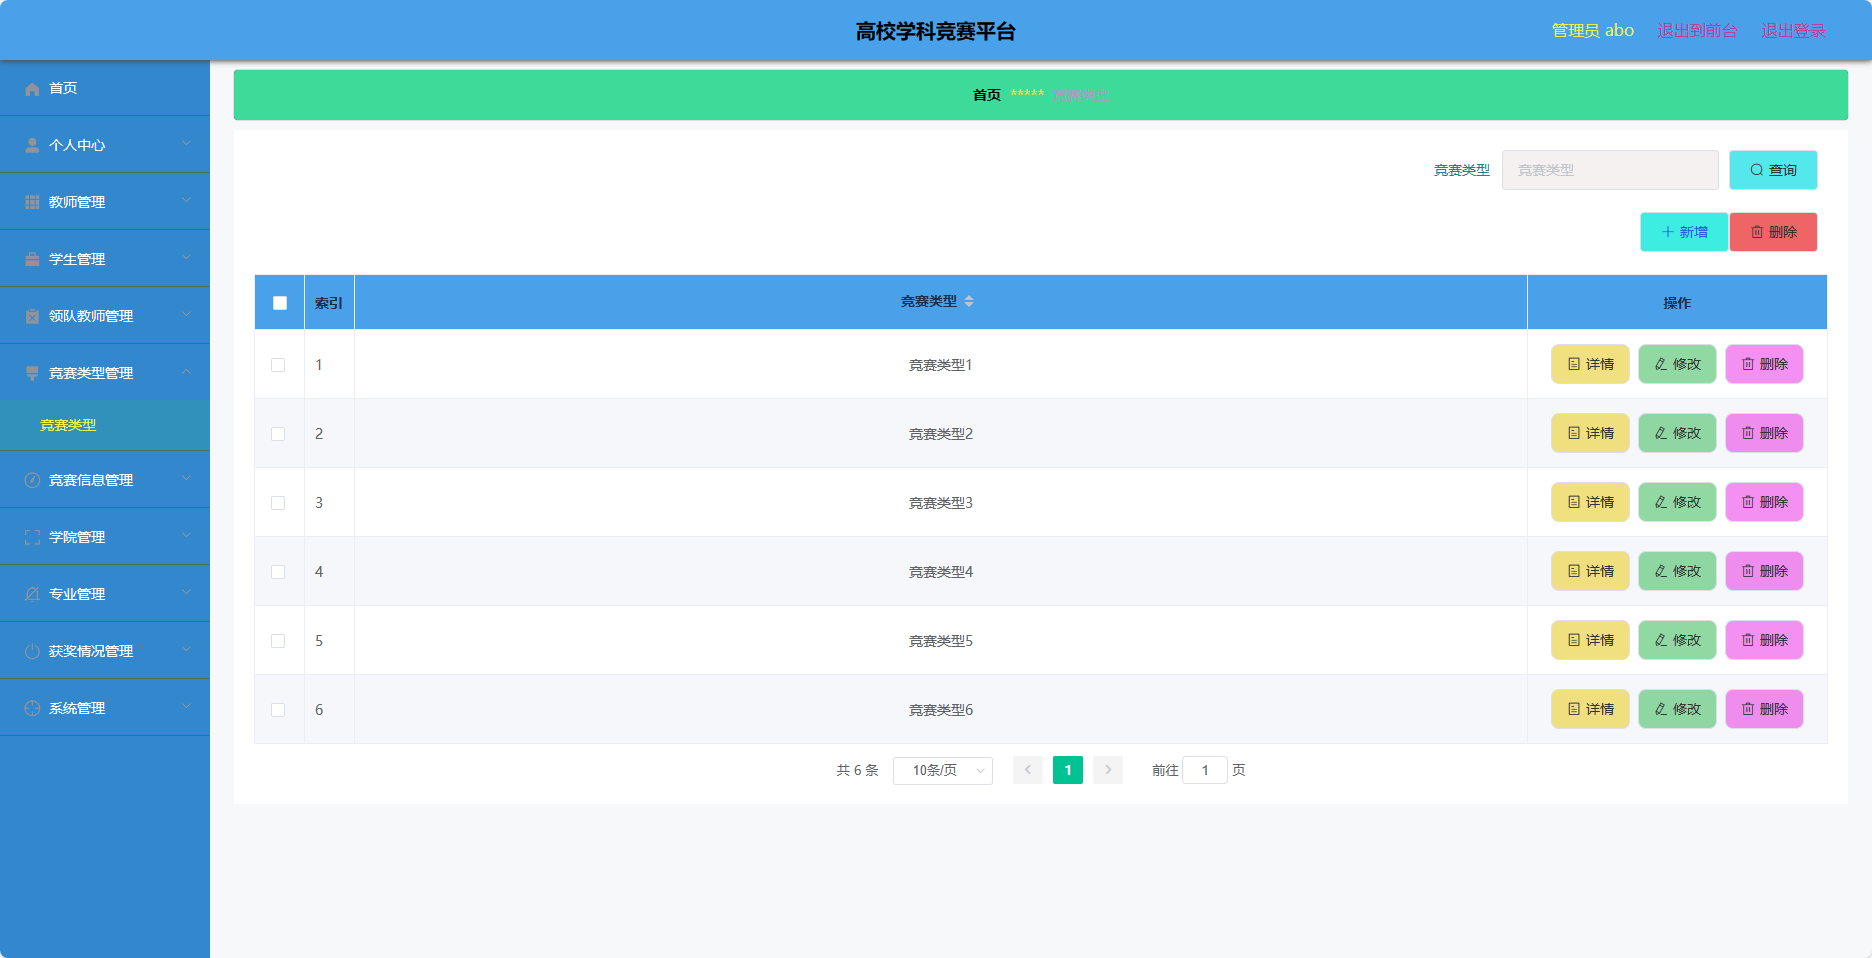 高校学科竞赛平台
管理员 abo 退出到前台 退出登录
首页
个人中心
教师管理
学生管理
领队教师管理
竞赛类型管理
竞赛类型
竞赛信息管理
学院管理
专业管理
获奖情况管理
系统管理
首页 ***** 竞赛类型
竞赛类型 竞赛类型 查询
新增 删除
索引 竞赛类型 操作
1 竞赛类型1 详情 修改 删除
2 竞赛类型2 详情 修改 删除
3 竞赛类型3 详情 修改 删除
4 竞赛类型4 详情 修改 删除
5 竞赛类型5 详情 修改 删除
6 竞赛类型6 详情 修改 删除
共 6 条 10条/页 1 前往 1 页